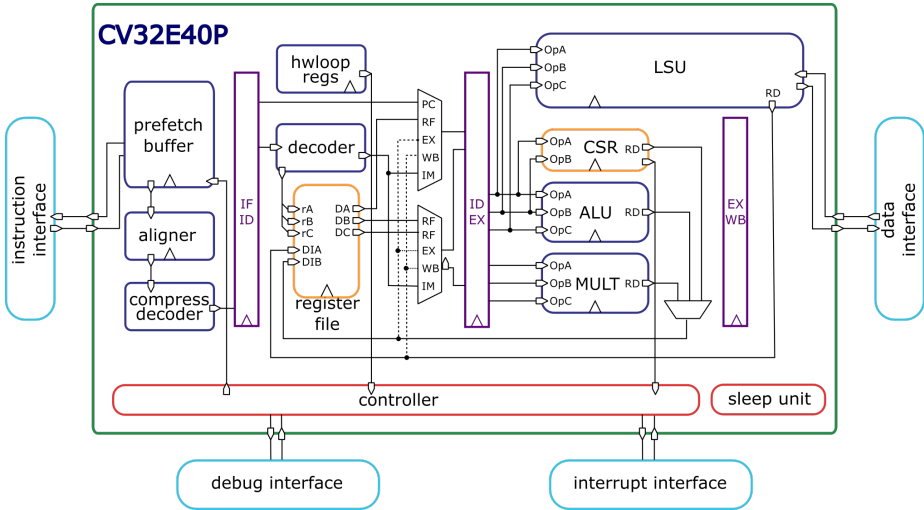 CV32E40P
hwloop
regs
OpA
OpB
OpC
LSU
RD
prefetch
buffer
IF
ID
decoder
PC
RF
EX
WB
IM
ID
EX
OpA
OpB
CSR
RD
EX
WB
instruction
interface
aligner
rA
rB
rC
DIA
DIB
DA
DB
DC
RF
RF
EX
WB
IM
OpA
OpB
OpC
ALU
RD
data
interface
compress
decoder
register
file
OpA
OpB
OpC
MULT
RD
controller
sleep unit
debug interface
interrupt interface